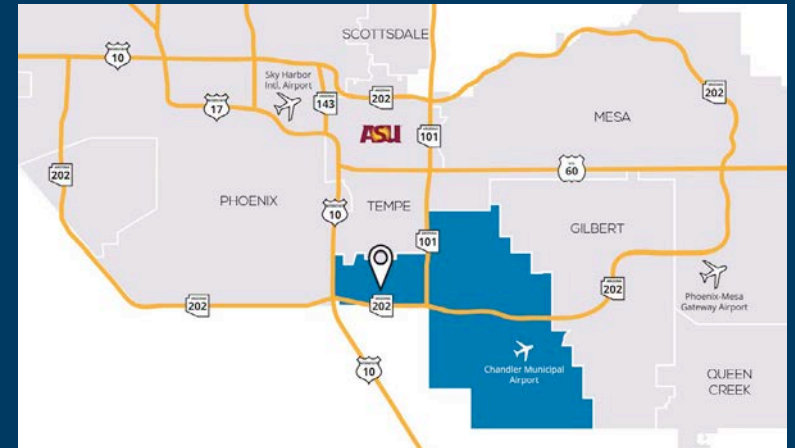 SCOTTSDALE
10
Sky Harbor
Intl. Airport
202
202
17
143
ASU
101
MESA
60
202
PHOENIX
10
TEMPE
101
GILBERT
202
202
202
Phoenix-Mesa
Gateway Airport
10
Chandler Municipal
Airport
QUEEN
CREEK